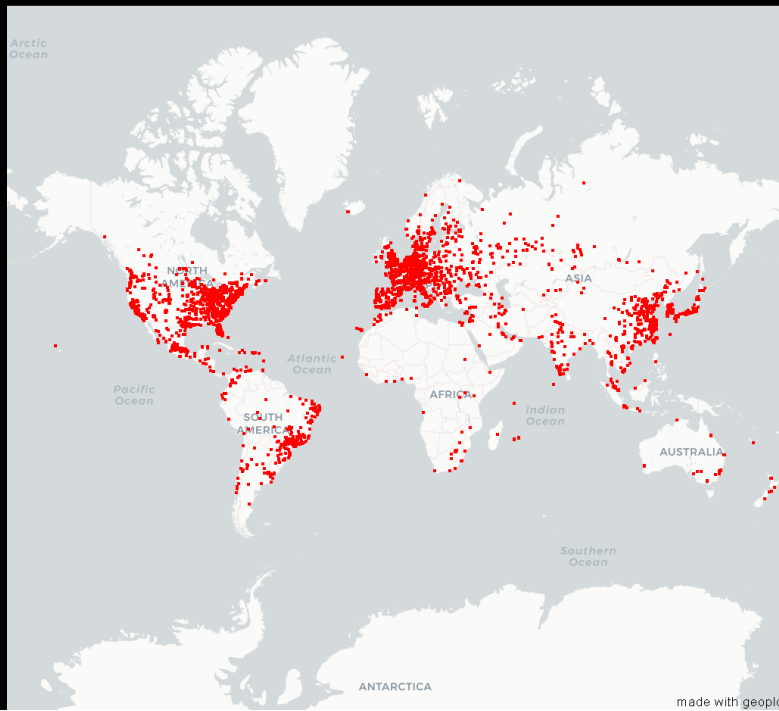 Arctic
Ocean
NORTH
AMERICA
ASIA
Atlantic
Ocean
Pacific
Ocean
AFRICA
Indian
Ocean
SOUTH
AMERICA
AUSTRALIA
Southern
Ocean
ANTARCTICA
made with geoplo